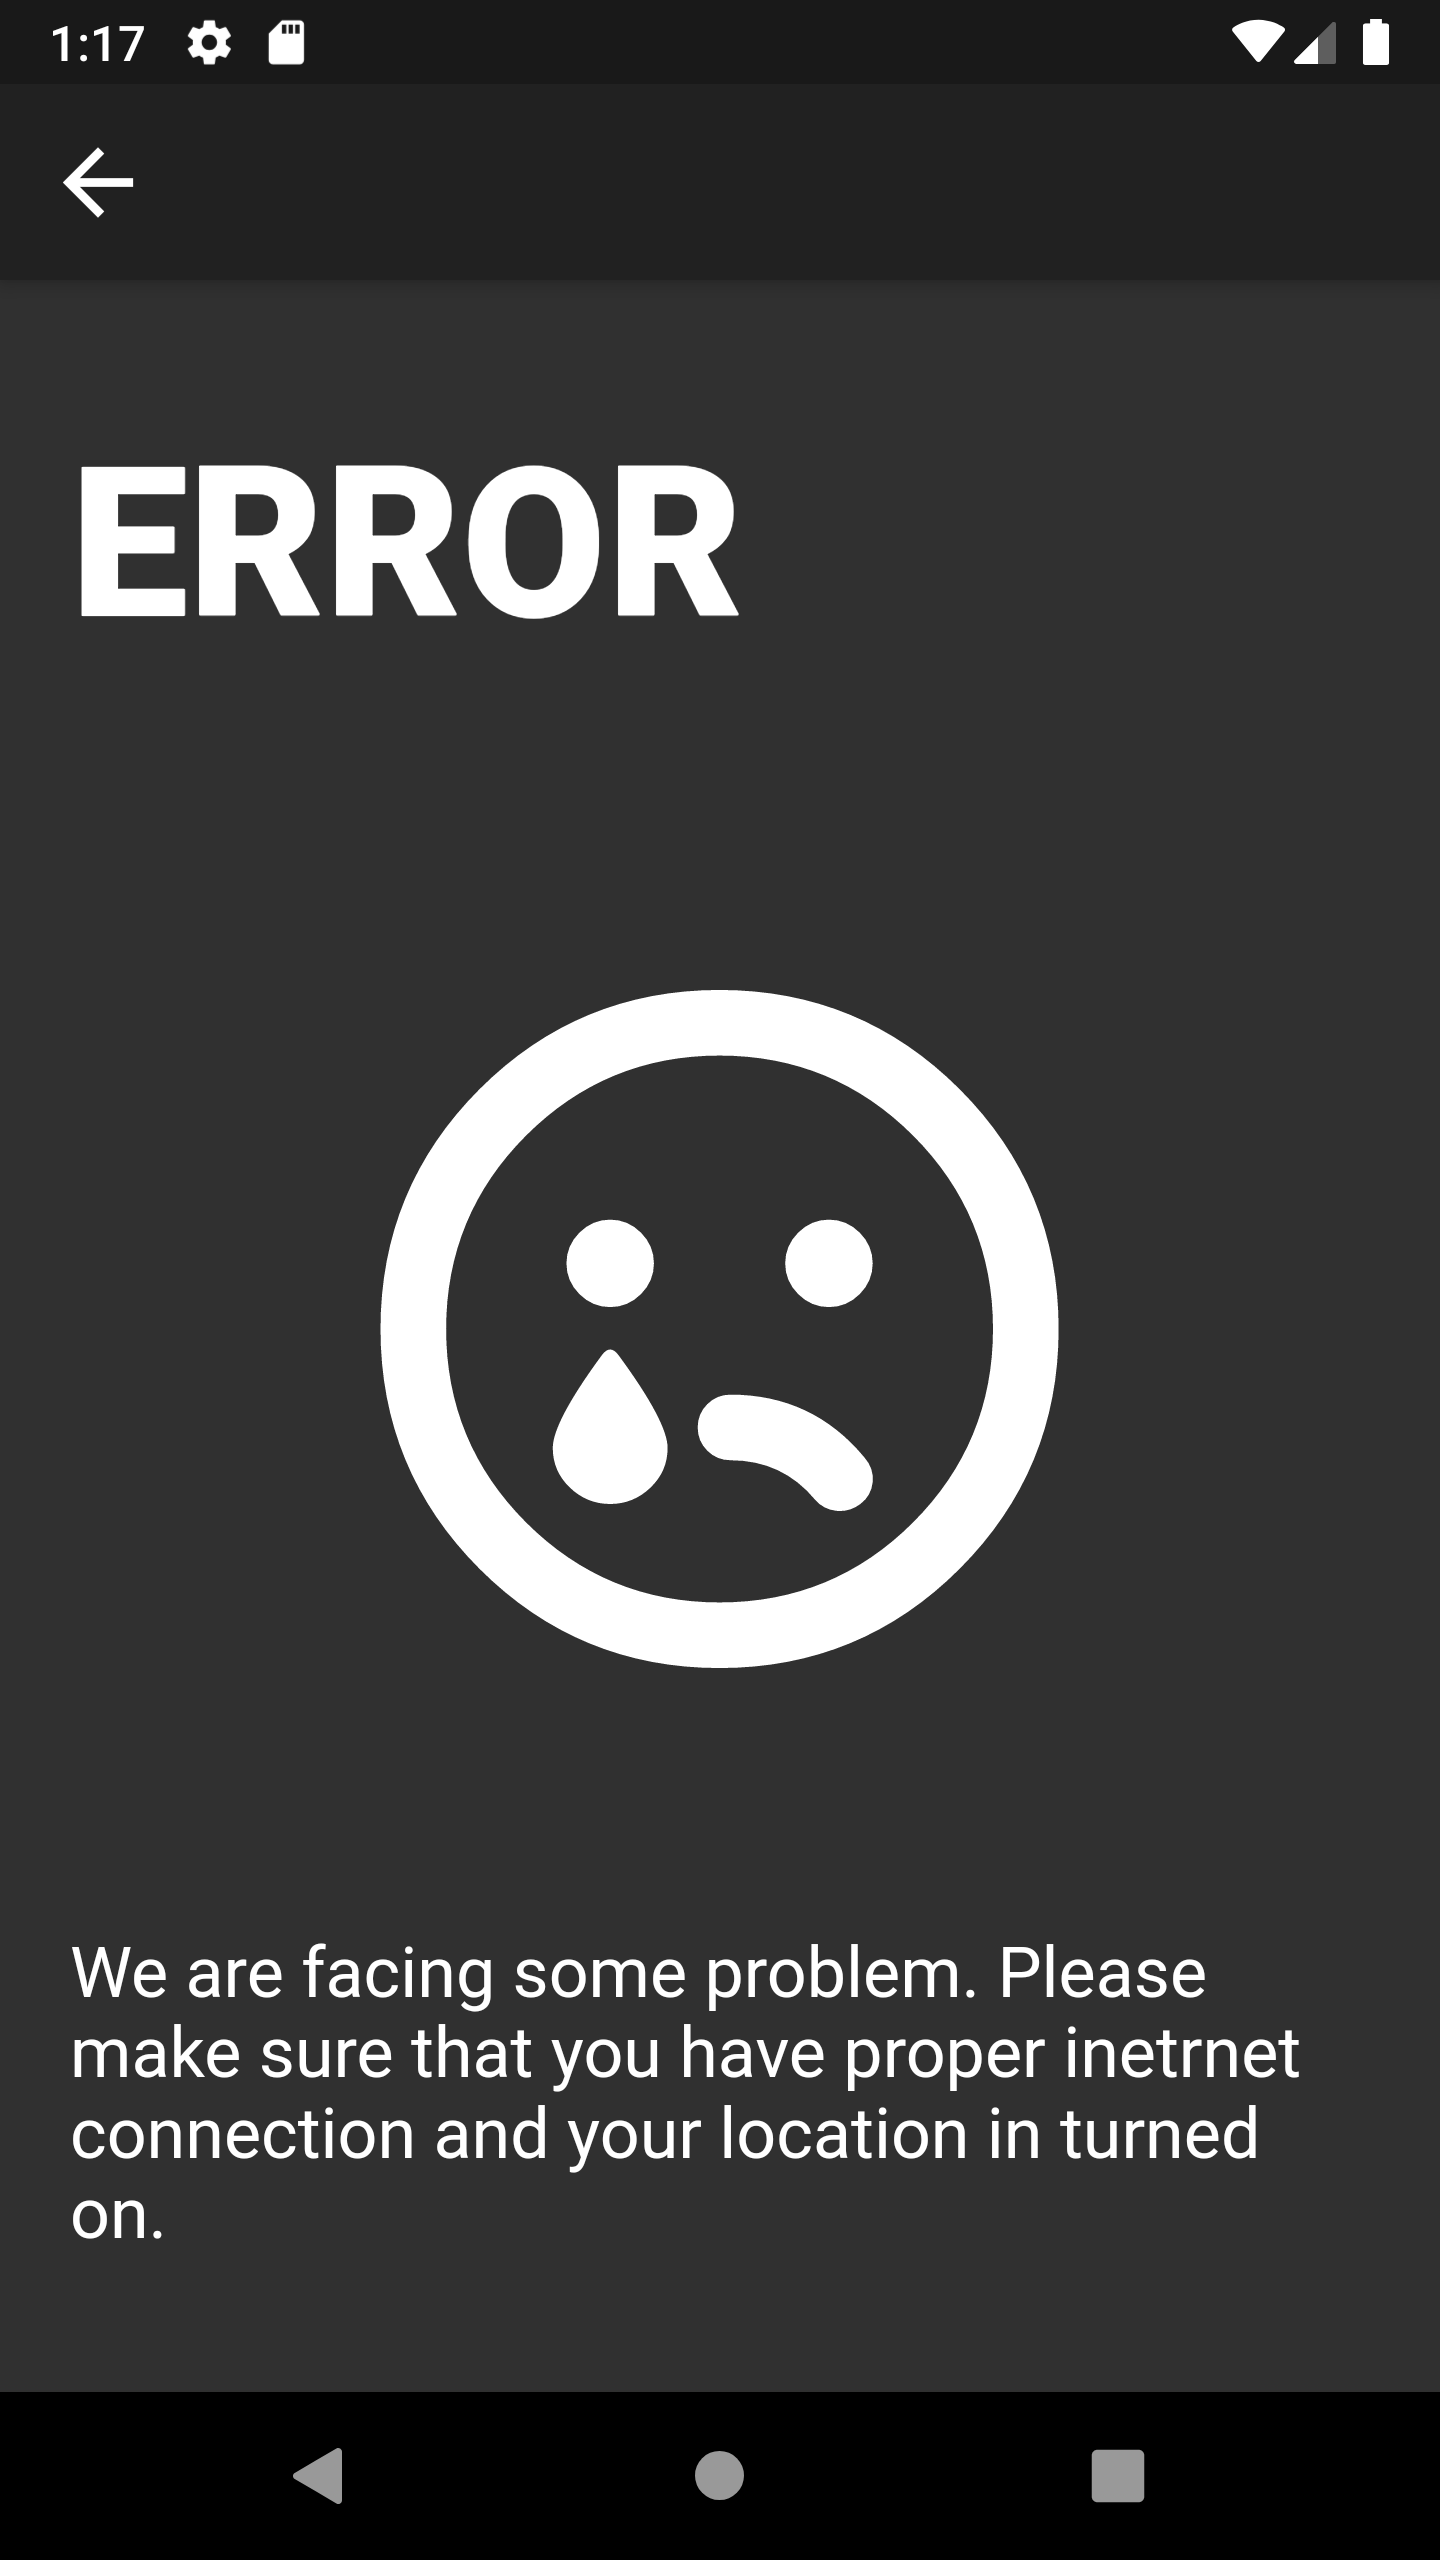 1:17
ERROR
We are facing some problem. Please
make sure that you have proper inetrnet
connection and your location in turned
on.